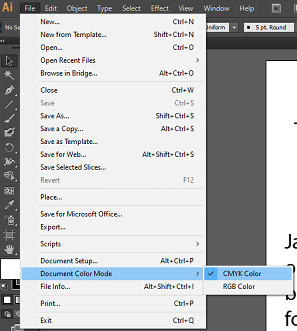 Ai File Edit Object Type Select Effect View Window Help
No Se
New... Ctrl+N
New from Template... Shift+Ctrl+N
Open... Ctrl+O
Open Recent Files
Browse in Bridge... Alt+Ctrl+O
Close Ctrl+W
Save Ctrl+S
Save As... Shift+Ctrl+S
Save a Copy... Alt+Ctrl+S
Save as Template...
Save for Web... Alt+Shift+Ctrl+S
Save Selected Slices...
Revert F12
Place...
Save for Microsoft Office...
Export...
Scripts
Document Setup... Alt+Ctrl+P
Document Color Mode
File Info... Alt+Shift+Ctrl+I
Print... Ctrl+P
Exit Ctrl+Q
CMYK Color
RGB Color
Uniform 5 pt. Round
Ja
fo